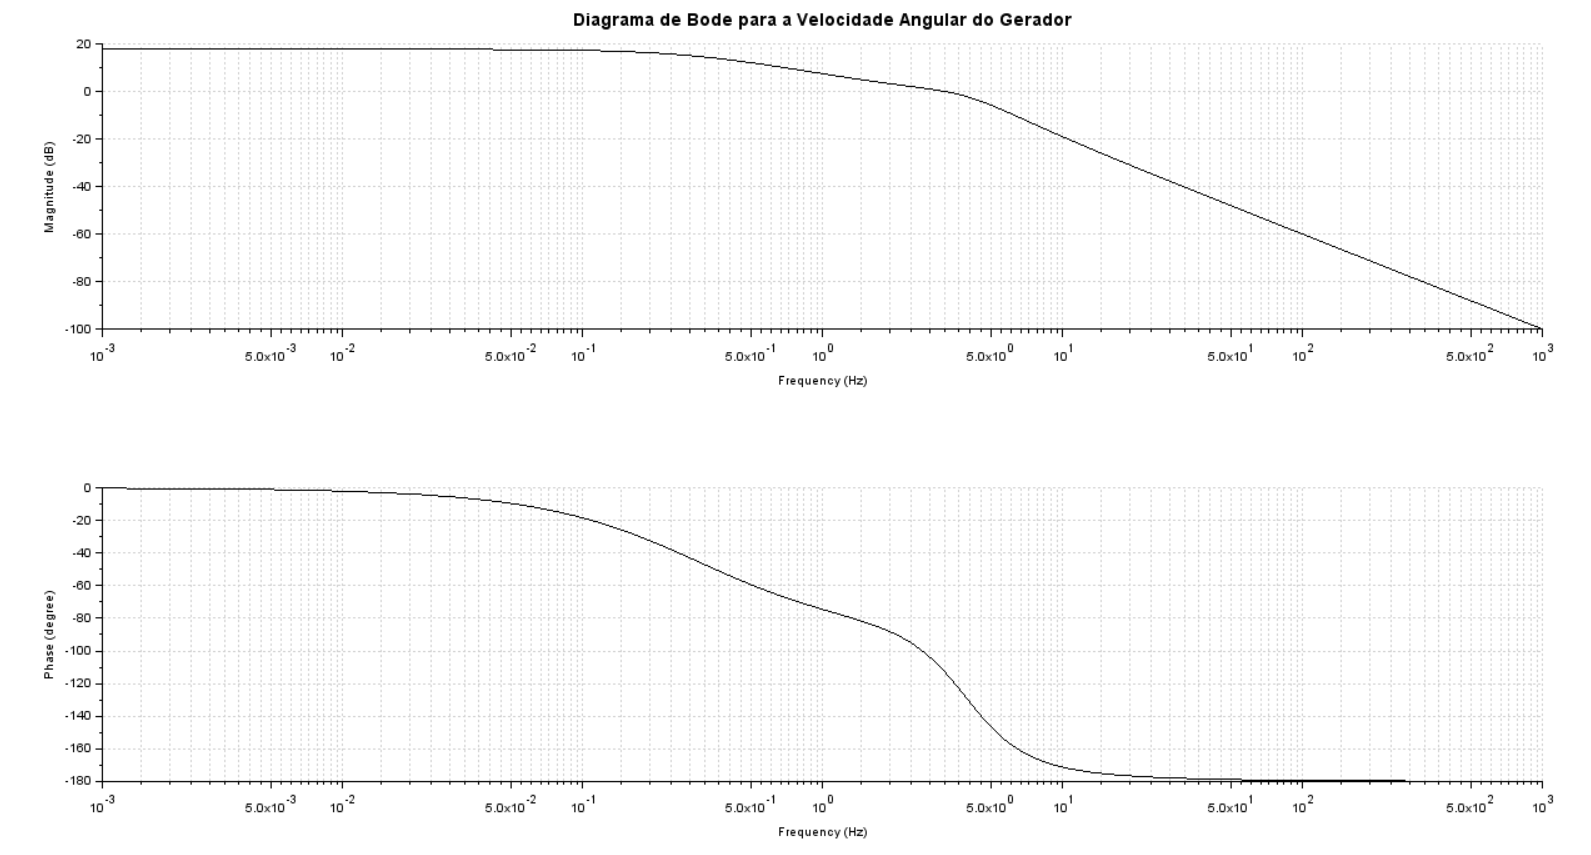 Diagrama de Bode para a Velocidade Angular do Gerador
20
0
-20
-40
-60
-80
-100
Magnitude (dB)
10^-3 5.0x10^-3 10^-2 5.0x10^-2 10^-1 5.0x10^-1 10^0 5.0x10^0 10^1 5.0x10^1 10^2 5.0x10^2 10^3
Frequency (Hz)
0
-20
-40
-60
-80
-100
-120
-140
-160
-180
Phase (degree)
10^-3 5.0x10^-3 10^-2 5.0x10^-2 10^-1 5.0x10^-1 10^0 5.0x10^0 10^1 5.0x10^1 10^2 5.0x10^2 10^3
Frequency (Hz)